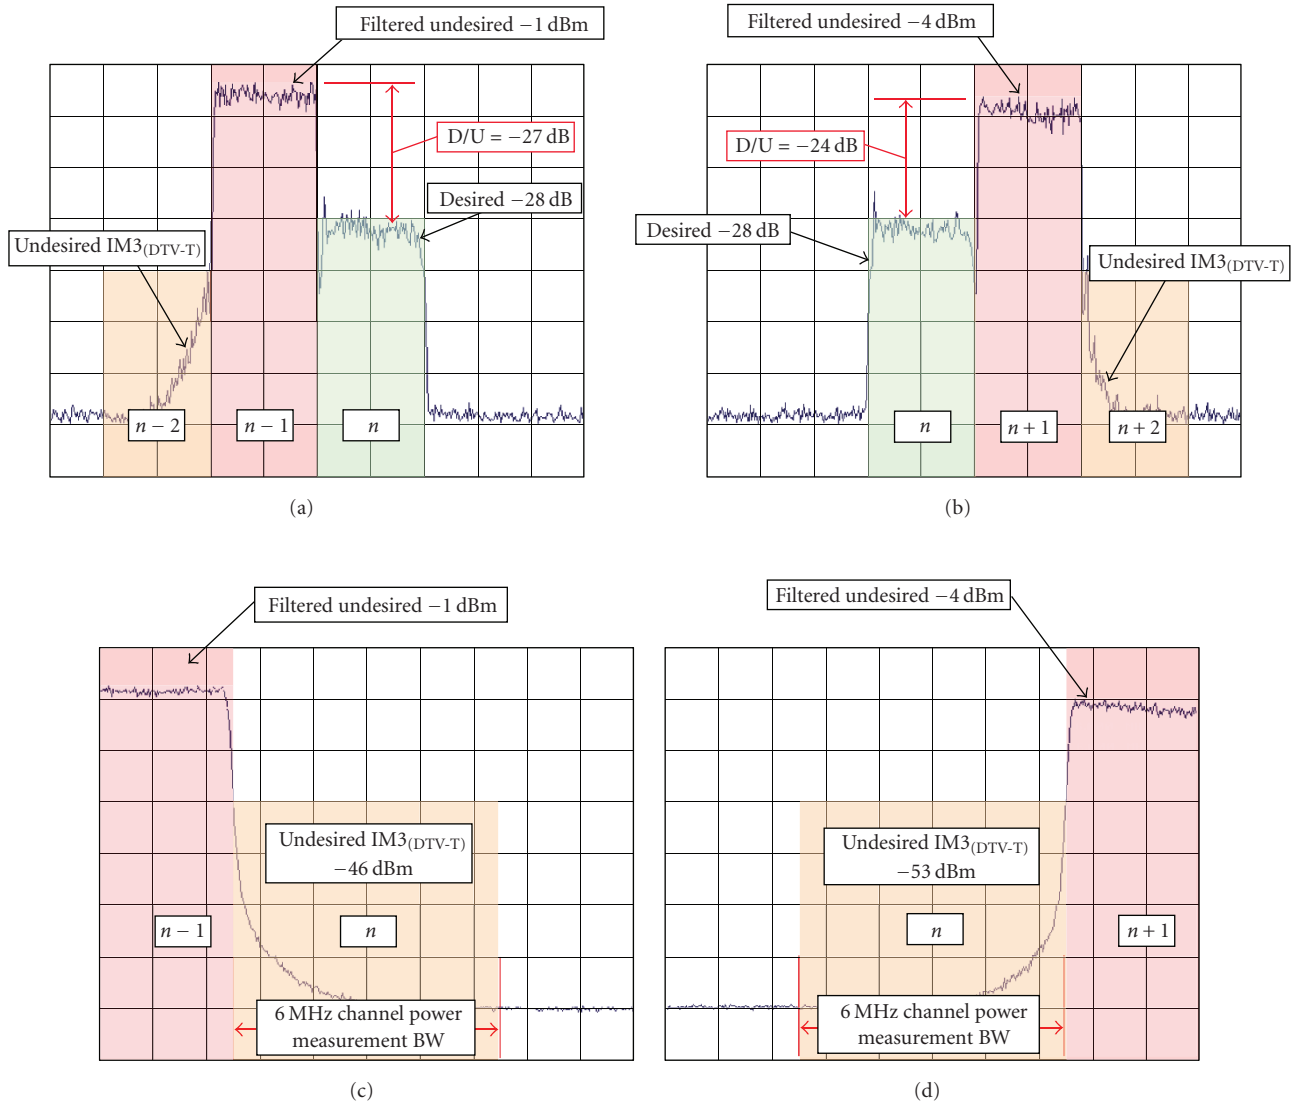 Filtered undesired −1 dBm
Filtered undesired −4 dBm
D/U = −27 dB
D/U = −24 dB
Desired −28 dB
Desired −28 dB
Undesired IM3(DTV-T)
Undesired IM3(DTV-T)
n − 2
n − 1
n
n
n + 1
n + 2
(a)
(b)
Filtered undesired −1 dBm
Filtered undesired −4 dBm
Undesired IM3(DTV-T)
−46 dBm
Undesired IM3(DTV-T)
−53 dBm
n − 1
n
n
n + 1
6 MHz channel power
measurement BW
6 MHz channel power
measurement BW
(c)
(d)